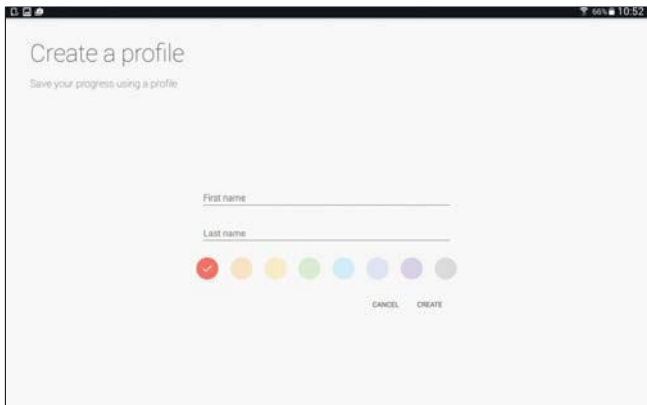 66% 10:52
Create a profile
Save your progress using a profile
First name
Last name
CANCEL CREATE